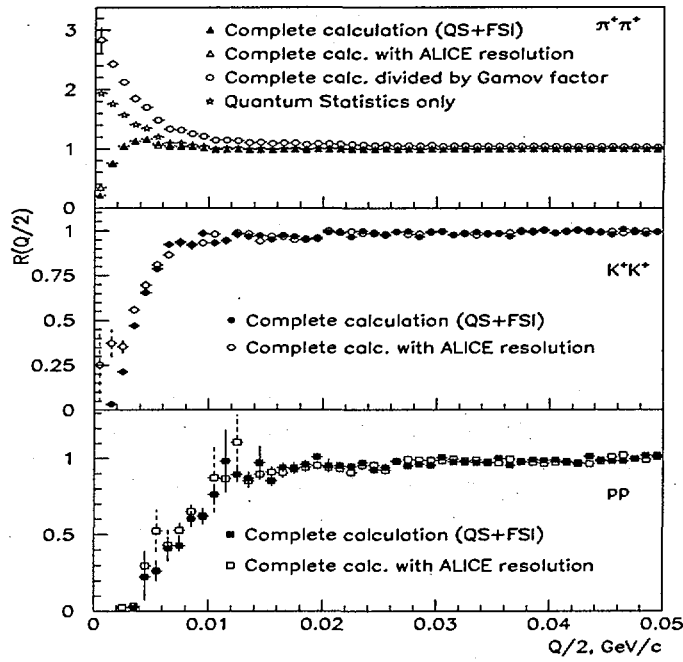 Complete calculation (QS+FSI)
π⁺π⁺
Complete calc. with ALICE resolution
Complete calc. divided by Gamov factor
Quantum Statistics only
3
2
1
0
R(Q/2)
1
0.75
0.5
0.25
0
K⁺K⁺
Complete calculation (QS+FSI)
Complete calc. with ALICE resolution
1
0.5
0
pp
Complete calculation (QS+FSI)
Complete calc. with ALICE resolution
0 0.01 0.02 0.03 0.04 0.05
Q/2, GeV/c